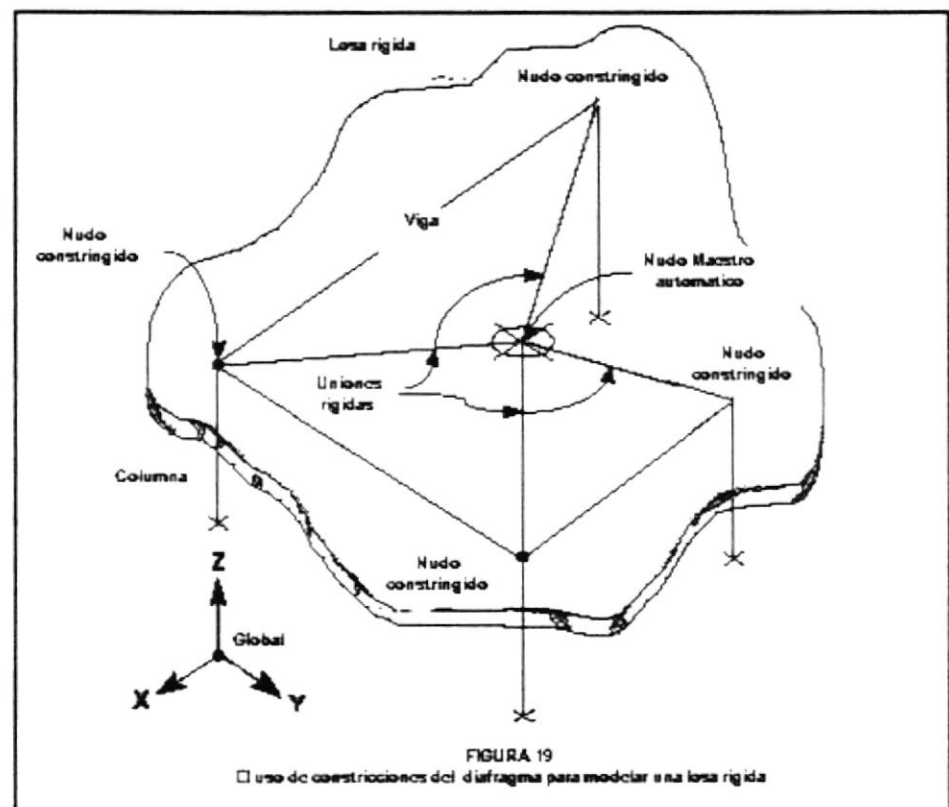 Losa rigida
Nudo constringido
Viga
Nudo
constringido
Nudo Maestro
automatico
Nudo
constringido
Uniones
rigidas
Columna
Nudo
constringido
Z
Global
X
Y
FIGURA 19
uso de constricciones del diafragma para modelar una losa rigida